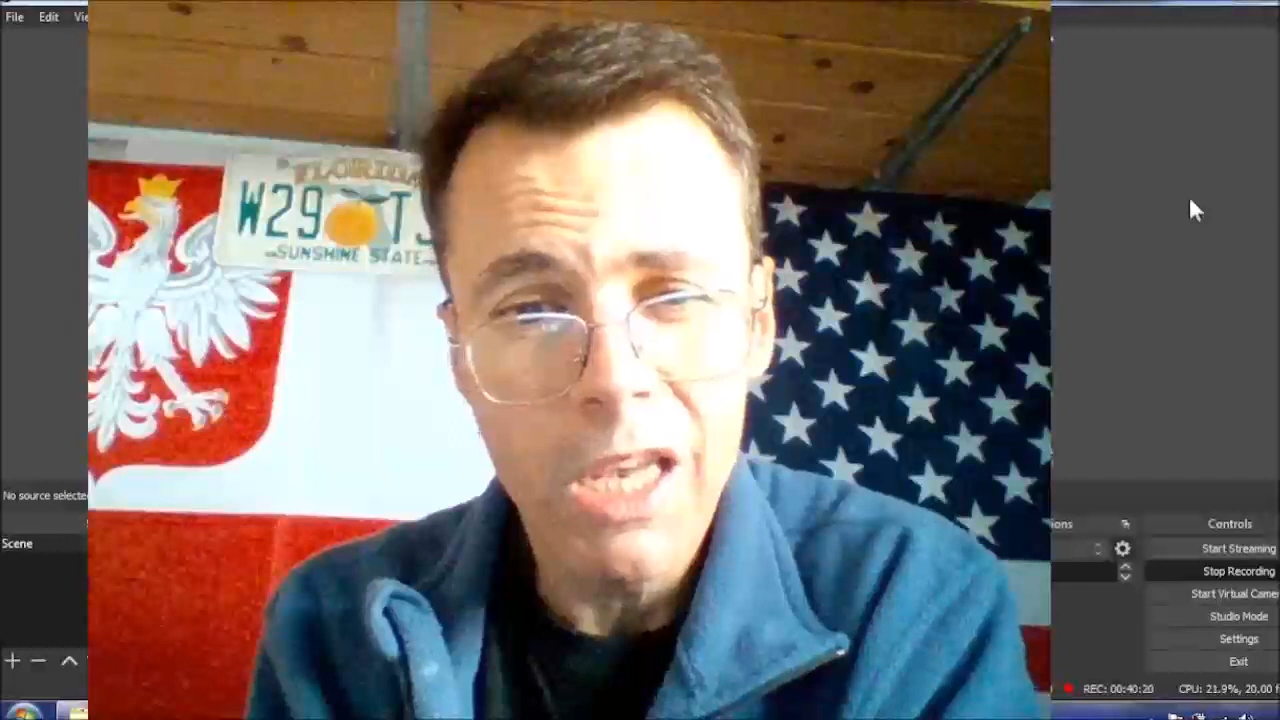 File Edit
FLORIDA
W29 T
SUNSHINE STATE
No source selecte
Scene
Controls
Start Streaming
Stop Recording
Start Virtual Came
Studio Mode
Settings
Exit
REC: 00:40:20 CPU: 21.9%, 20.00 f